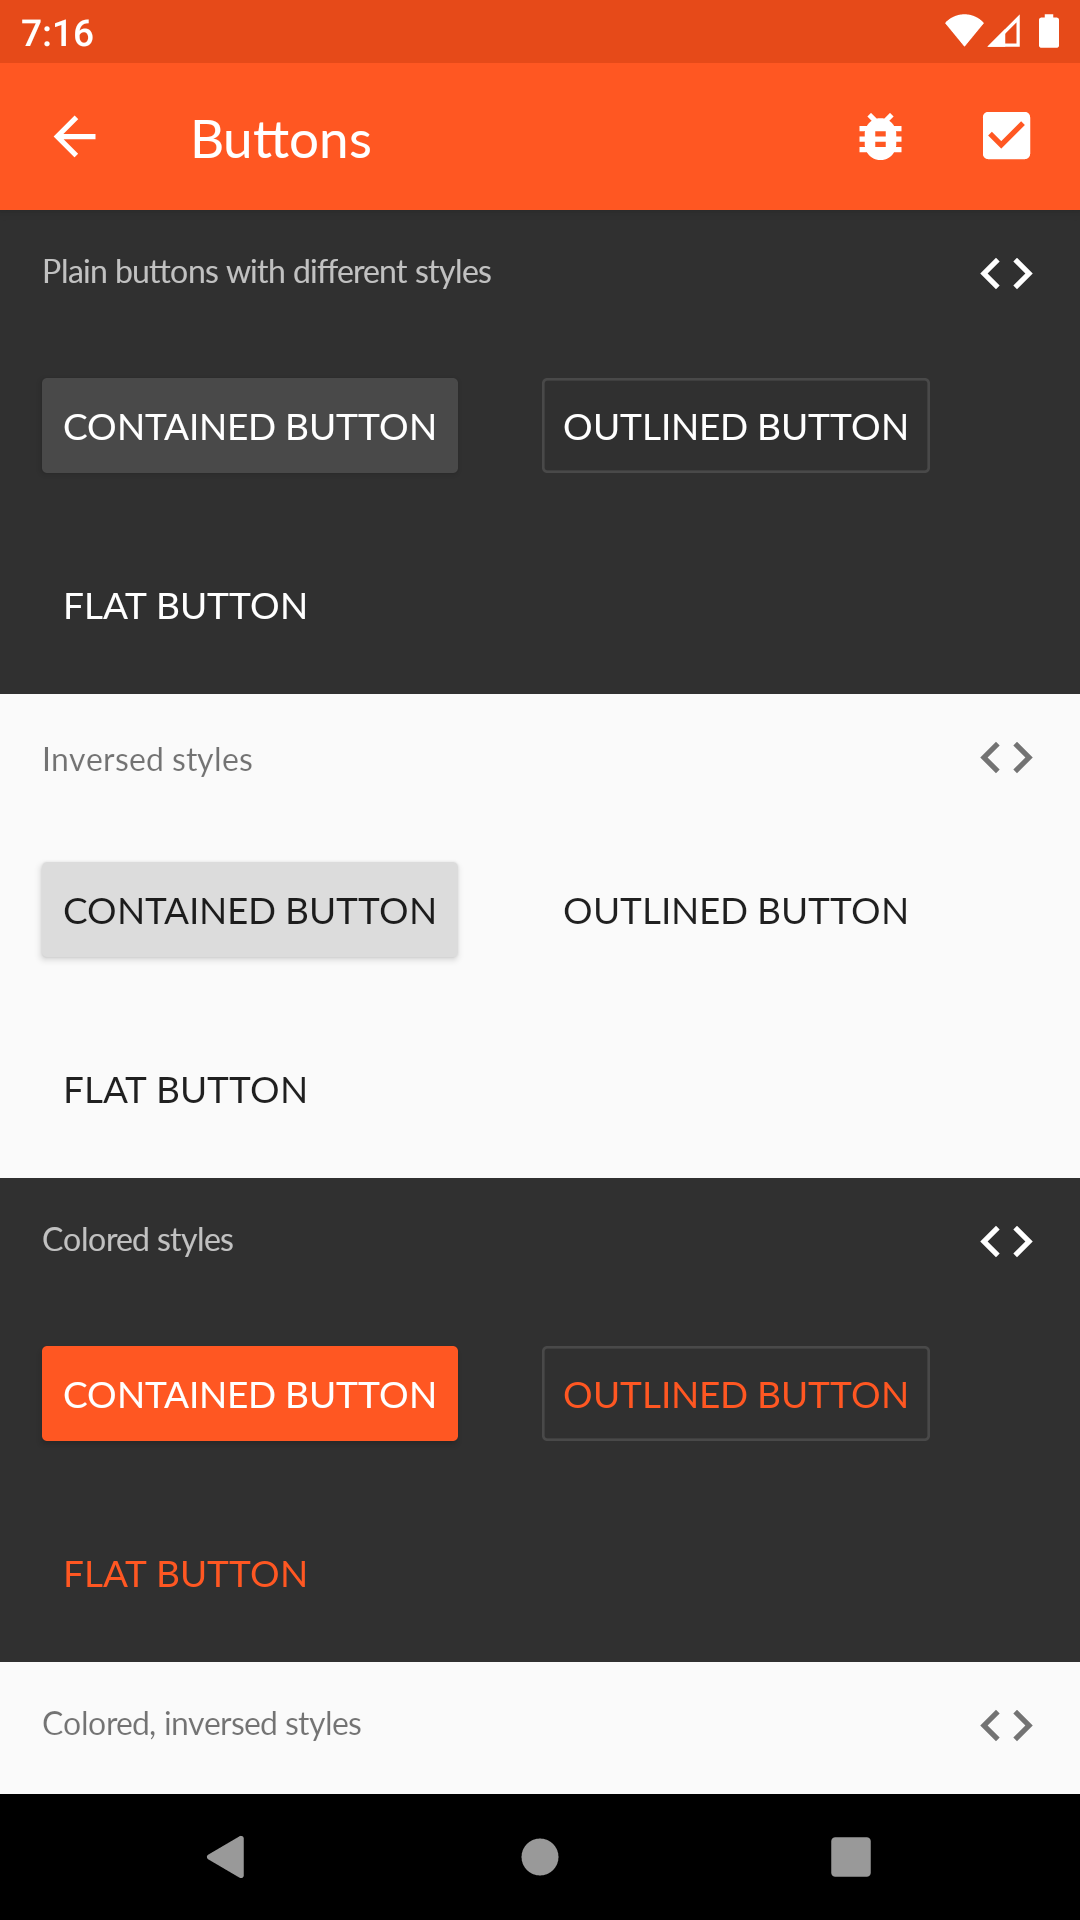 7:16
Buttons
Plain buttons with different styles
CONTAINED BUTTON
OUTLINED BUTTON
FLAT BUTTON
Inversed styles
CONTAINED BUTTON
OUTLINED BUTTON
FLAT BUTTON
Colored styles
CONTAINED BUTTON
OUTLINED BUTTON
FLAT BUTTON
Colored, inversed styles